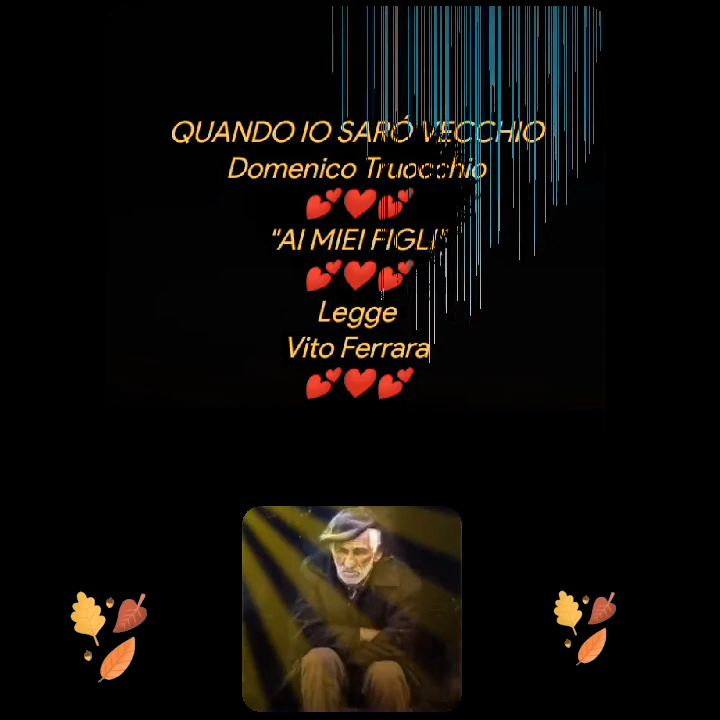 QUANDO IO SARÓ VECCHIO
Domenico Truocchio
💕❤️💕
"AI MIEI FIGLI"
💕❤️💕
Legge
Vito Ferrara
💕❤️💕